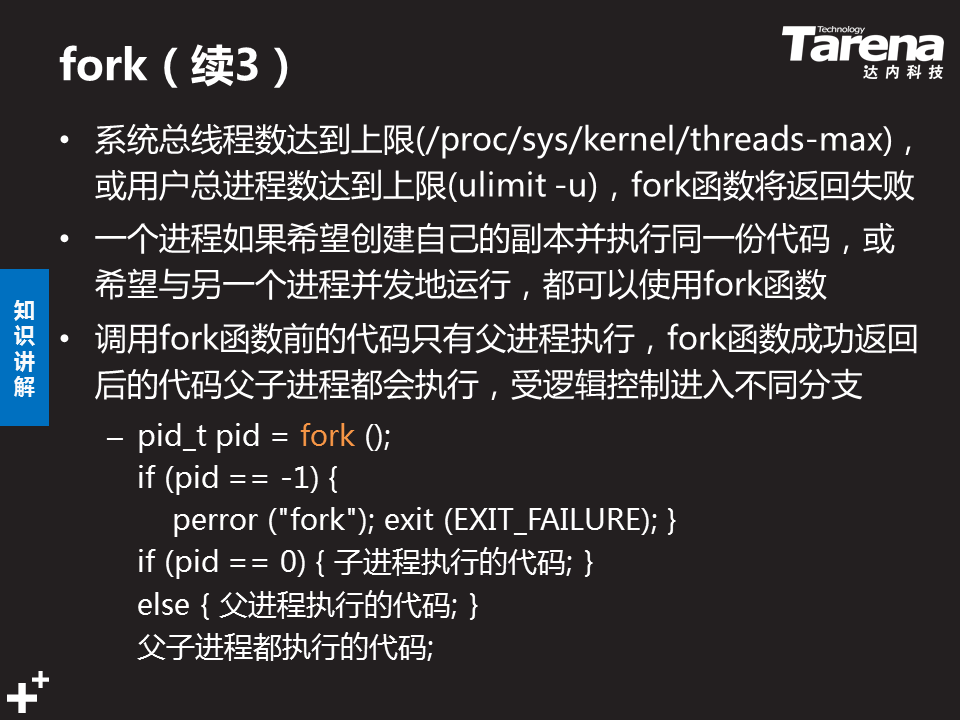 fork（续3）
Technology
Tarena
达内科技
• 系统总线程数达到上限(/proc/sys/kernel/threads-max)，
或用户总进程数达到上限(ulimit -u)，fork函数将返回失败
• 一个进程如果希望创建自己的副本并执行同一份代码，或
希望与另一个进程并发地运行，都可以使用fork函数
知识讲解
• 调用fork函数前的代码只有父进程执行，fork函数成功返回
后的代码父子进程都会执行，受逻辑控制进入不同分支
– pid_t pid = fork ();
if (pid == -1) {
perror ("fork"); exit (EXIT_FAILURE); }
if (pid == 0) { 子进程执行的代码; }
else { 父进程执行的代码; }
父子进程都执行的代码;